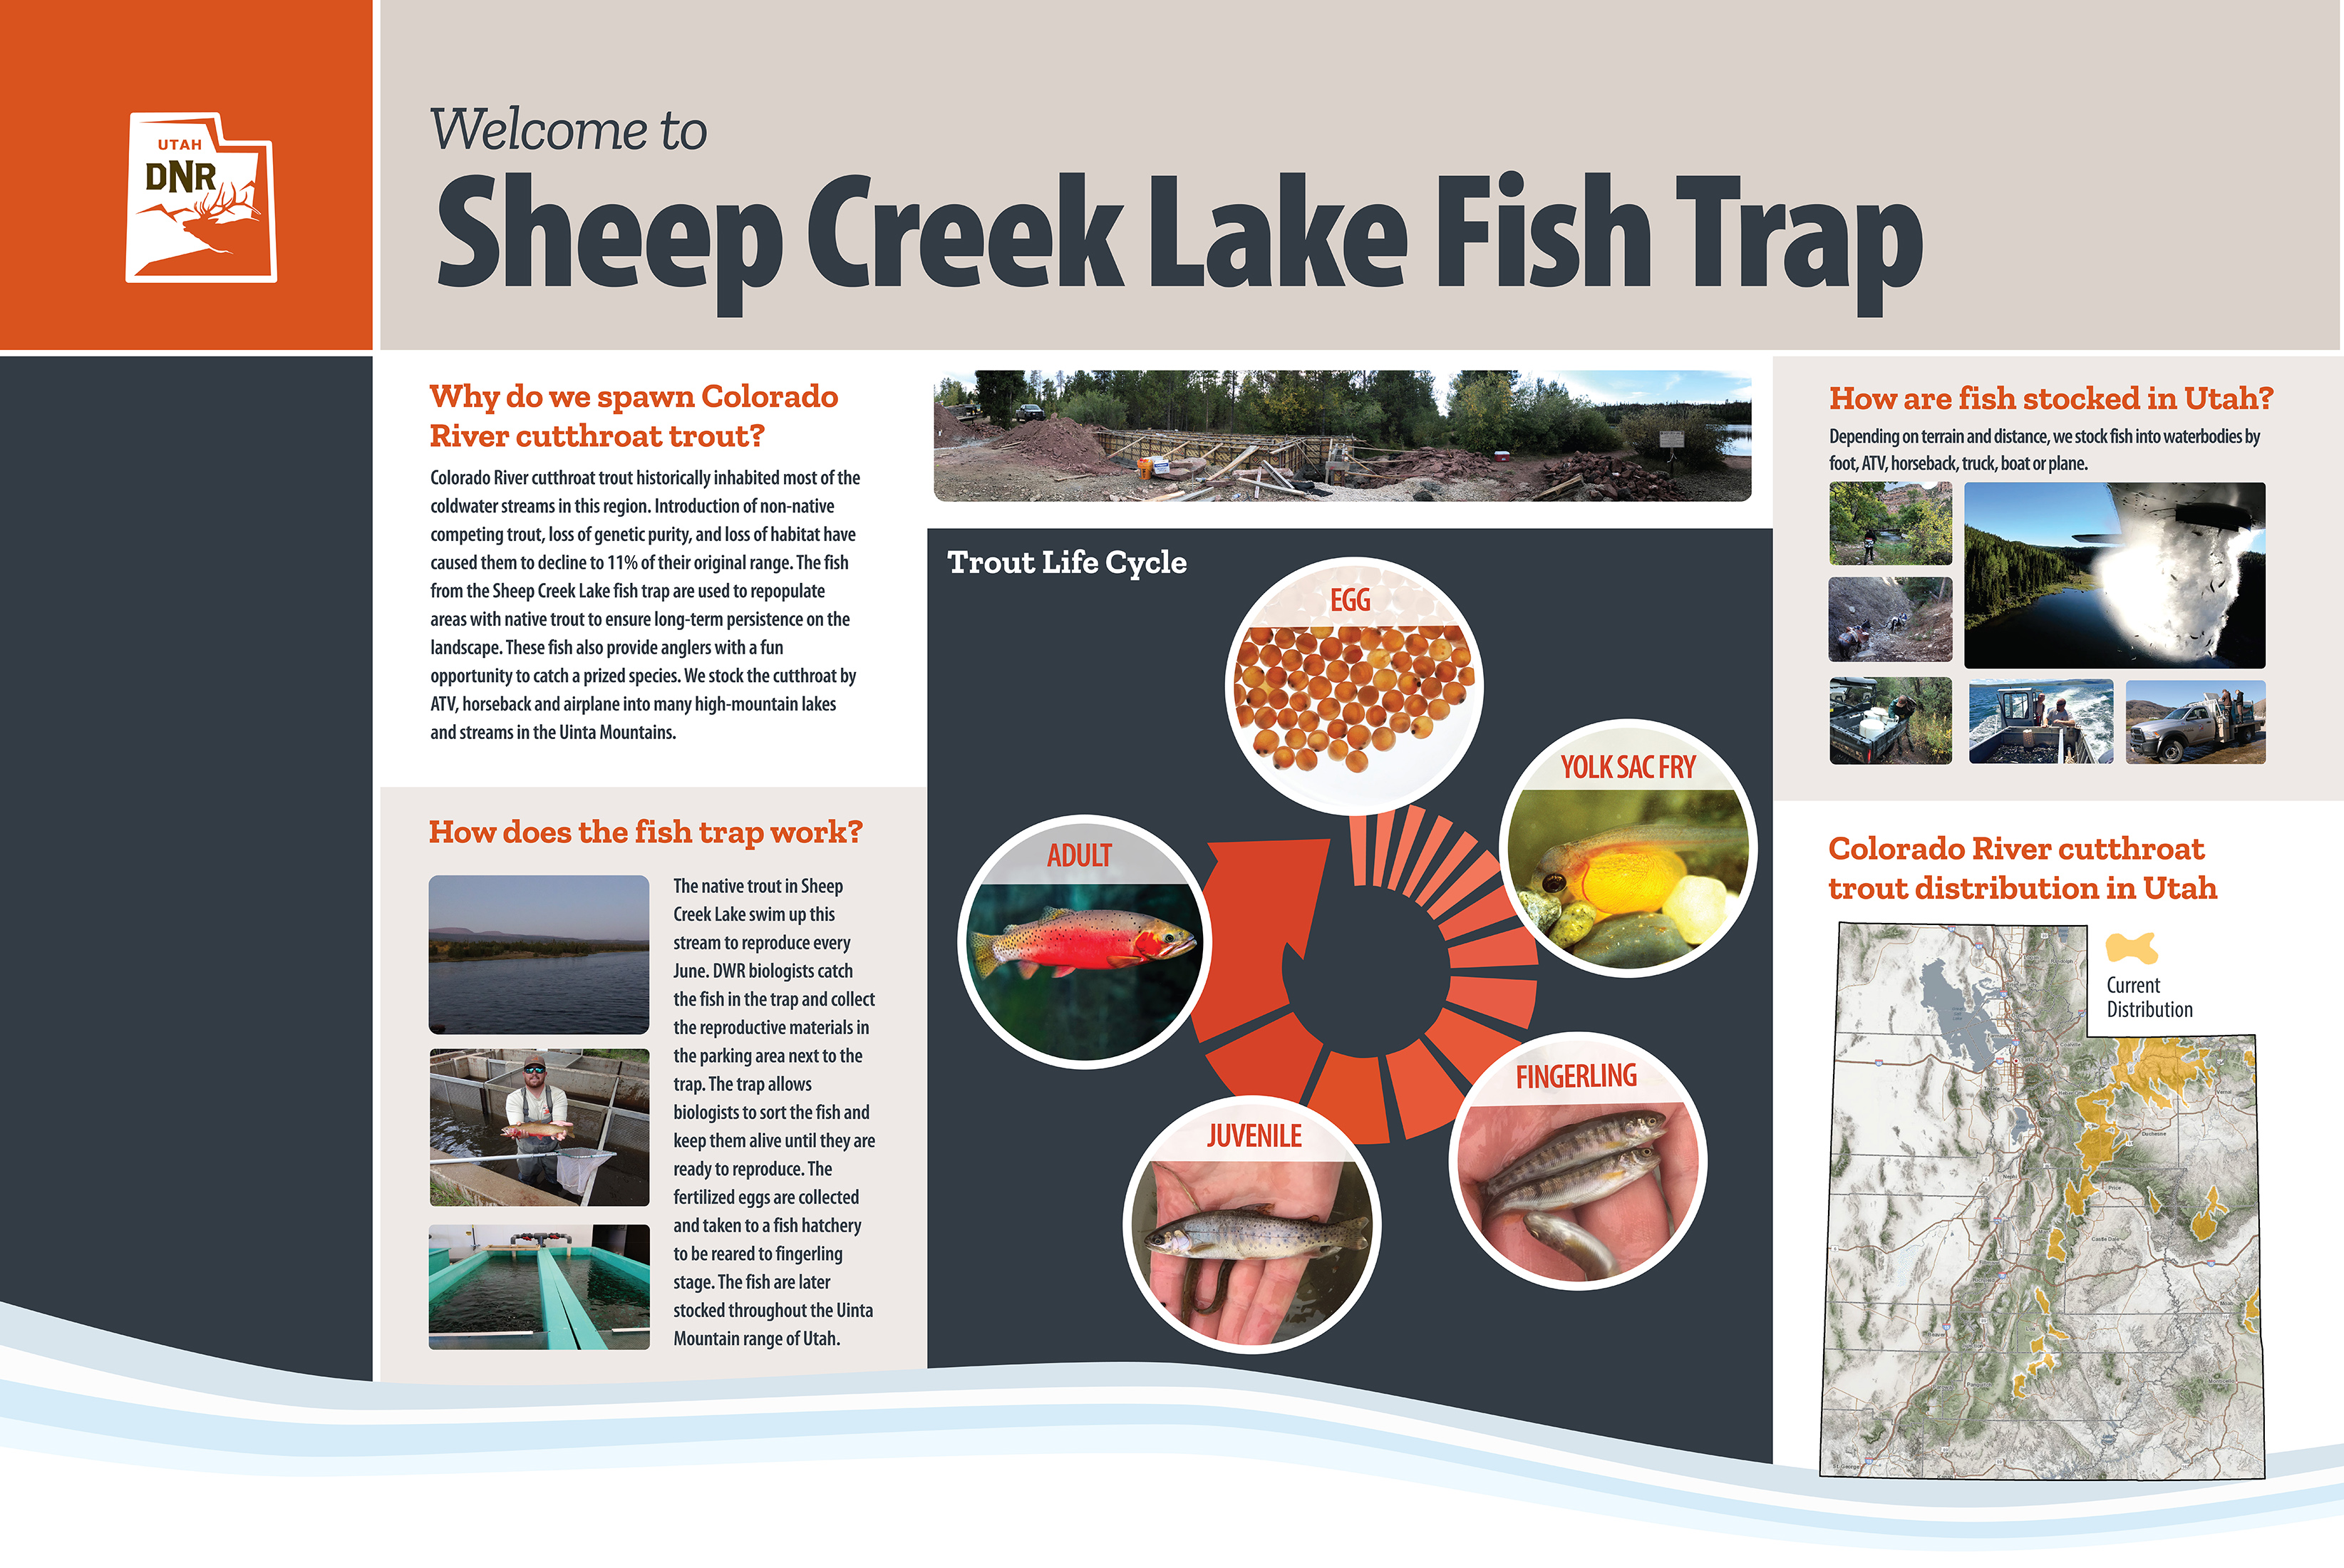 UTAH
DNR
Welcome to
Sheep Creek Lake Fish Trap
Why do we spawn Colorado
River cutthroat trout?
Colorado River cutthroat trout historically inhabited most of the
coldwater streams in this region. Introduction of non-native
competing trout, loss of genetic purity, and loss of habitat have
caused them to decline to 11% of their original range. The fish
from the Sheep Creek Lake fish trap are used to repopulate
areas with native trout to ensure long-term persistence on the
landscape. These fish also provide anglers with a fun
opportunity to catch a prized species. We stock the cutthroat by
ATV, horseback and airplane into many high-mountain lakes
and streams in the Uinta Mountains.
How does the fish trap work?
The native trout in Sheep
Creek Lake swim up this
stream to reproduce every
June. DWR biologists catch
the fish in the trap and collect
the reproductive materials in
the parking area next to the
trap. The trap allows
biologists to sort the fish and
keep them alive until they are
ready to reproduce. The
fertilized eggs are collected
and taken to a fish hatchery
to be reared to fingerling
stage. The fish are later
stocked throughout the Uinta
Mountain range of Utah.
Trout Life Cycle
EGG
YOLK SAC FRY
FINGERLING
JUVENILE
ADULT
How are fish stocked in Utah?
Depending on terrain and distance, we stock fish into waterbodies by
foot, ATV, horseback, truck, boat or plane.
Colorado River cutthroat
trout distribution in Utah
Current
Distribution
Vernal
Duchesne
Price
Castle Dale
Monticello
St. George